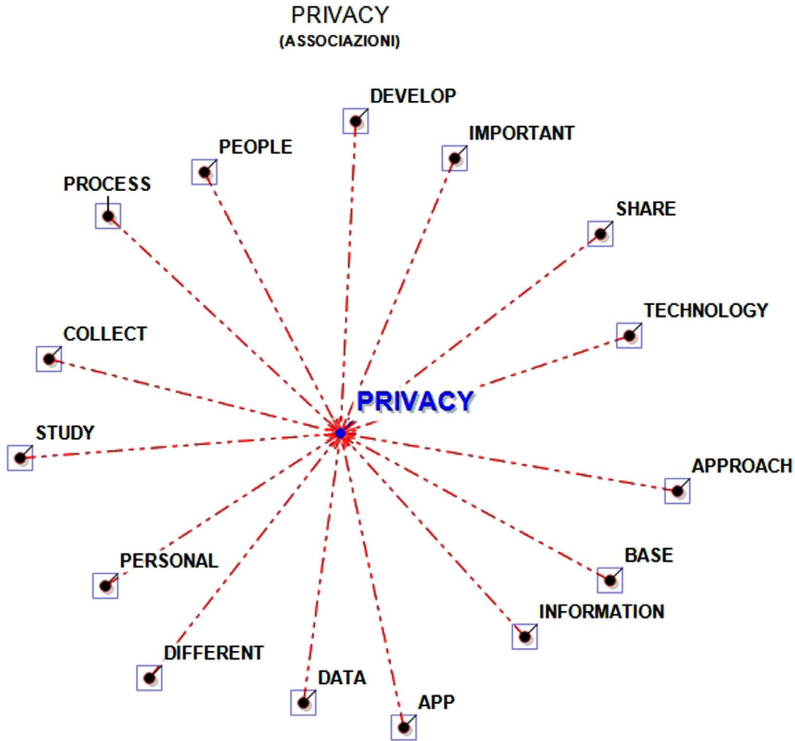 PRIVACY
(ASSOCIAZIONI)
DEVELOP
IMPORTANT
PEOPLE
PROCESS
SHARE
TECHNOLOGY
COLLECT
PRIVACY
STUDY
APPROACH
PERSONAL
BASE
INFORMATION
DIFFERENT
DATA
APP